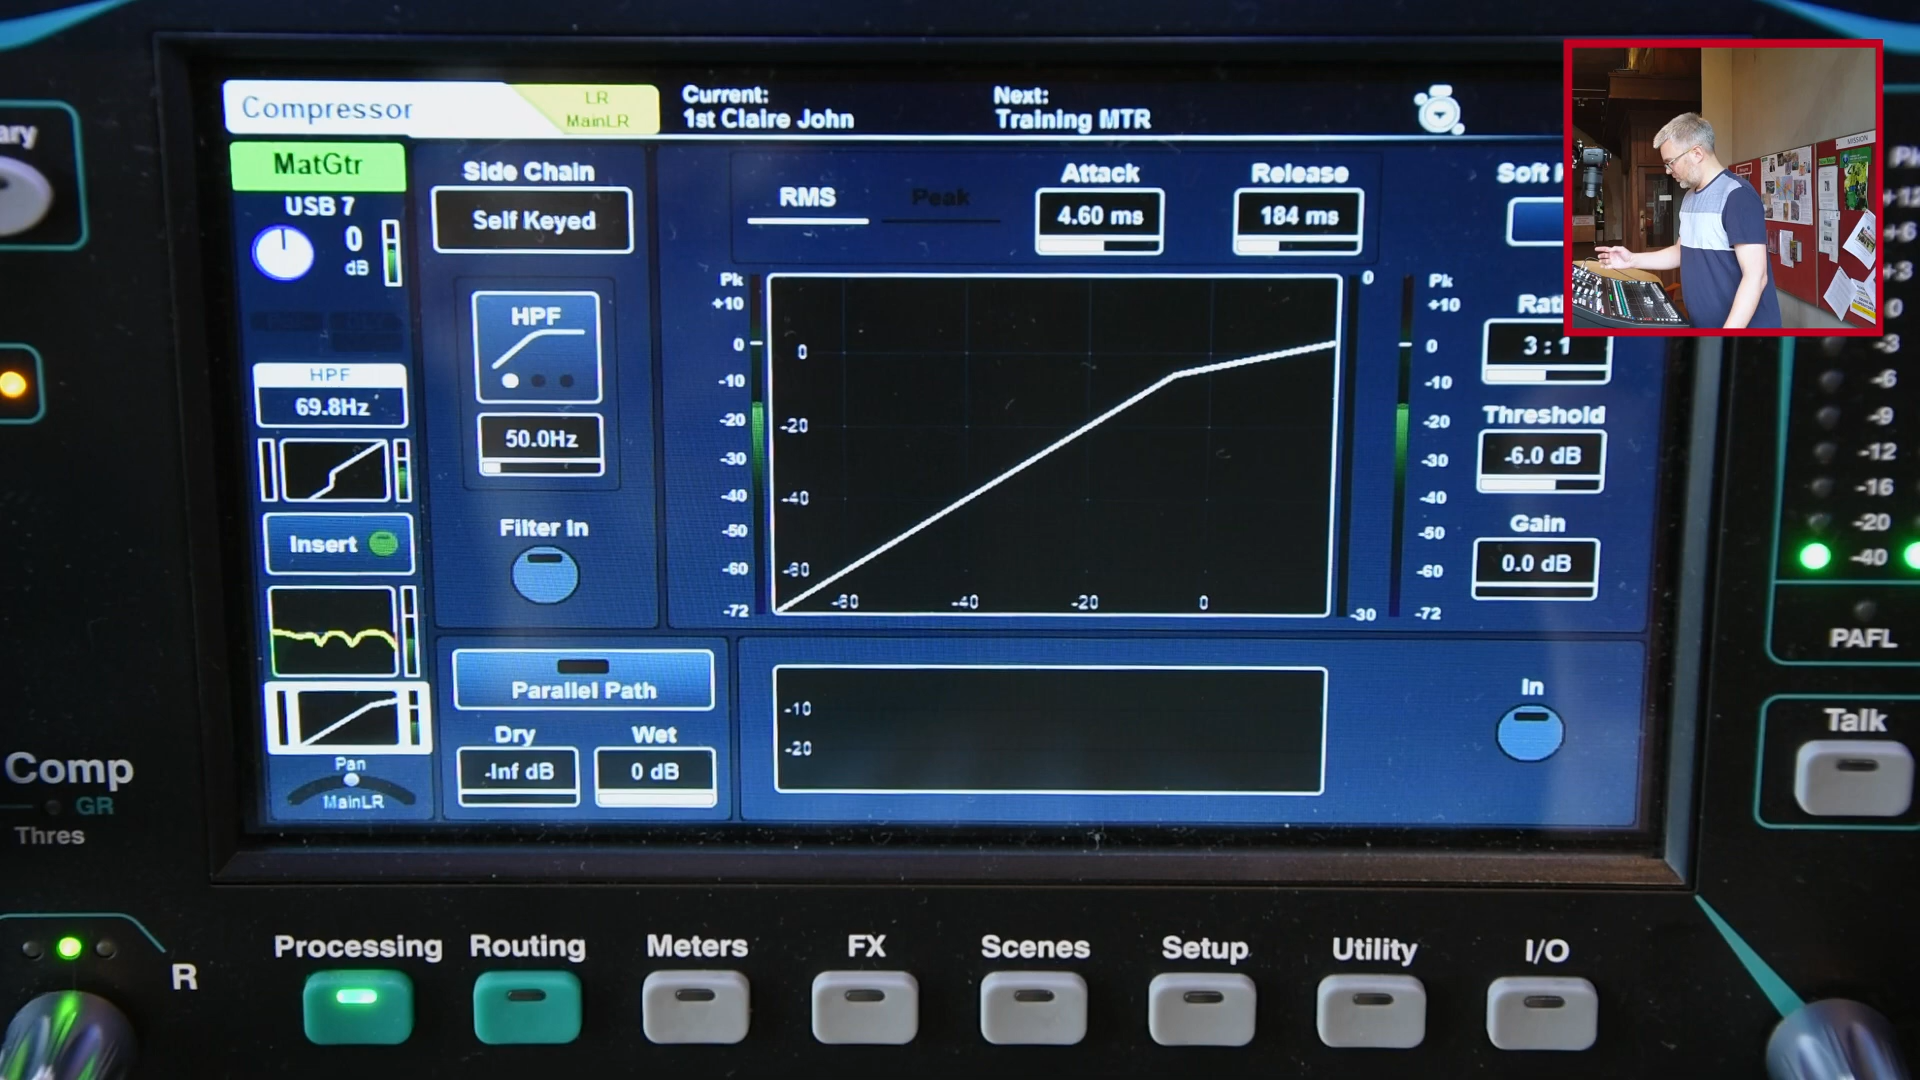 Compressor
LR
MainLR
Current:
1st Claire John
Next:
Training MTR
MatGtr
USB 7
0
dB
HPF
69.8Hz
Insert
Pan
MainLR
Side Chain
Self Keyed
HPF
50.0Hz
Filter In
Parallel Path
Dry
Wet
-Inf dB
0 dB
RMS
Peak
Attack
4.60 ms
Release
184 ms
Soft
Pk
+10
0
-10
-20
-30
-40
-50
-60
-72
0
-20
-40
-60
-60
-40
-20
0
0
-30
Pk
+10
0
-10
-20
-30
-40
-50
-60
-72
3:1
Threshold
-6.0 dB
Gain
0.0 dB
-10
-20
In
MISSION
+3
0
-3
-6
-9
-12
-16
-20
-40
PAFL
Talk
Comp
GR
Thres
R
Processing
Routing
Meters
FX
Scenes
Setup
Utility
I/O